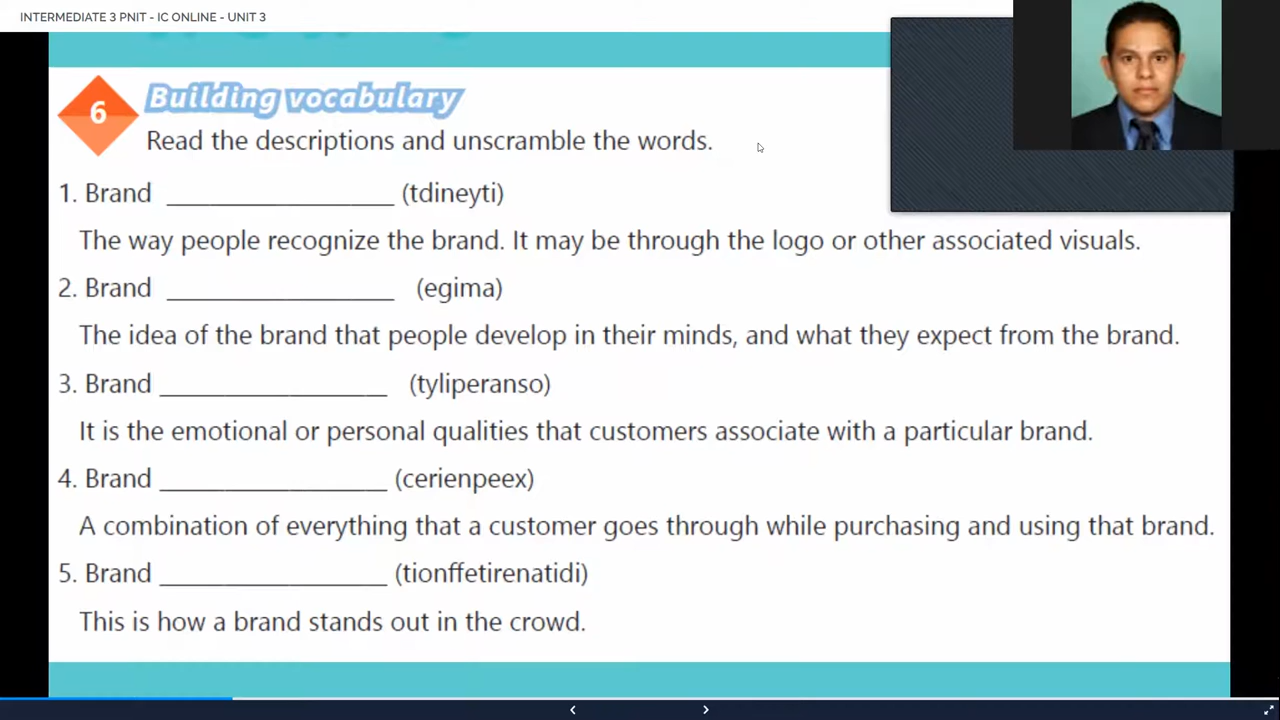 INTERMEDIATE 3 PNIT - IC ONLINE - UNIT 3
6
Building vocabulary
Read the descriptions and unscramble the words.
1. Brand __________________ (tdineyti)
The way people recognize the brand. It may be through the logo or other associated visuals.
2. Brand __________________ (egima)
The idea of the brand that people develop in their minds, and what they expect from the brand.
3. Brand __________________ (tyliperanso)
It is the emotional or personal qualities that customers associate with a particular brand.
4. Brand __________________ (cerienpeex)
A combination of everything that a customer goes through while purchasing and using that brand.
5. Brand __________________ (tionffetirenatidi)
This is how a brand stands out in the crowd.